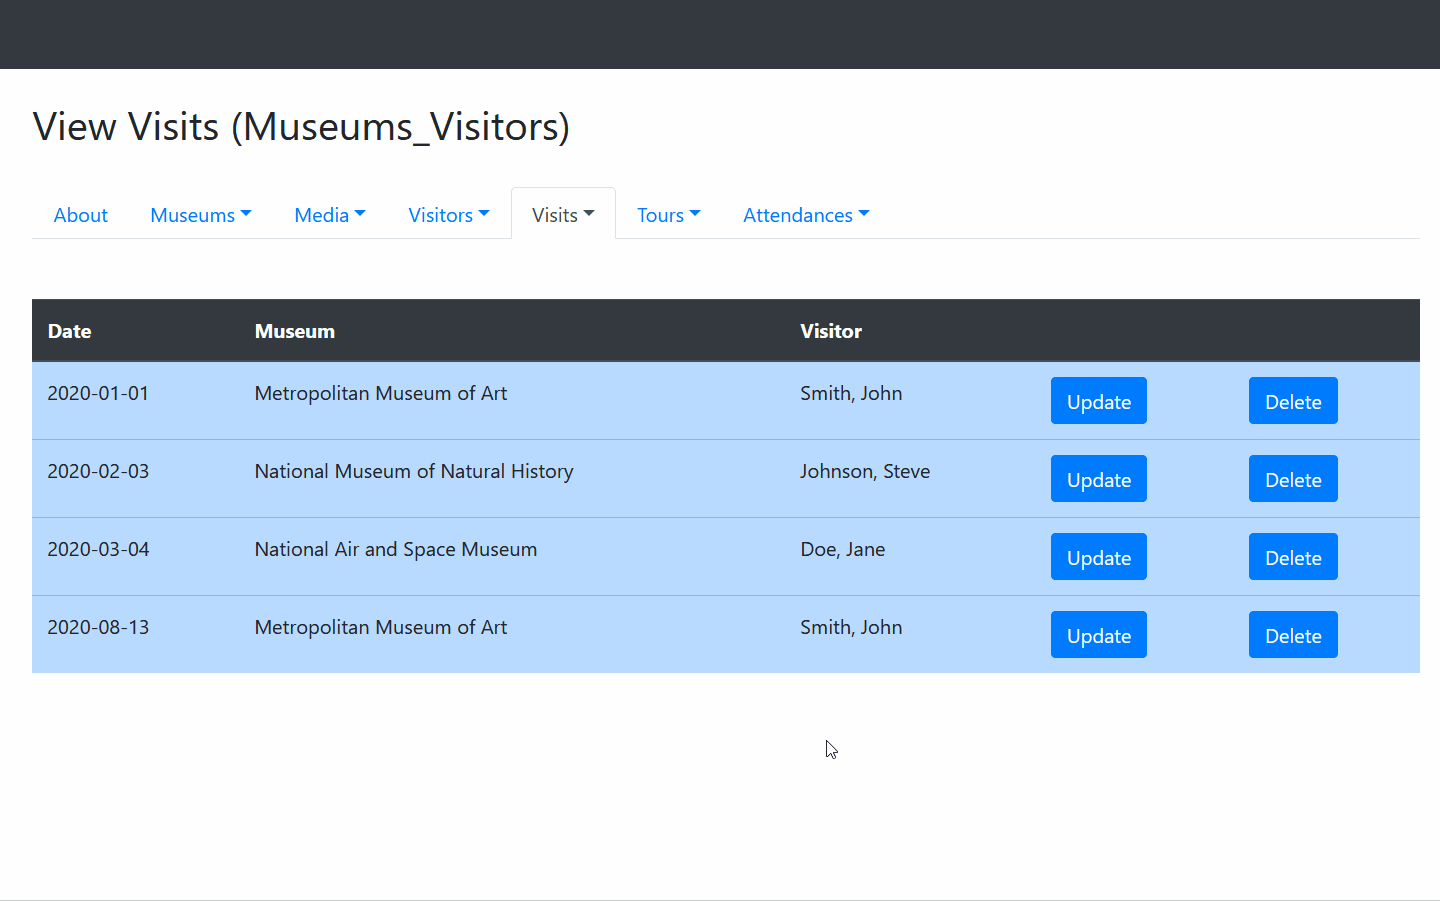 View Visits (Museums_Visitors)
About Museums Media Visitors Visits Tours Attendances
Date Museum Visitor
2020-01-01 Metropolitan Museum of Art Smith, John Update Delete
2020-02-03 National Museum of Natural History Johnson, Steve Update Delete
2020-03-04 National Air and Space Museum Doe, Jane Update Delete
2020-08-13 Metropolitan Museum of Art Smith, John Update Delete